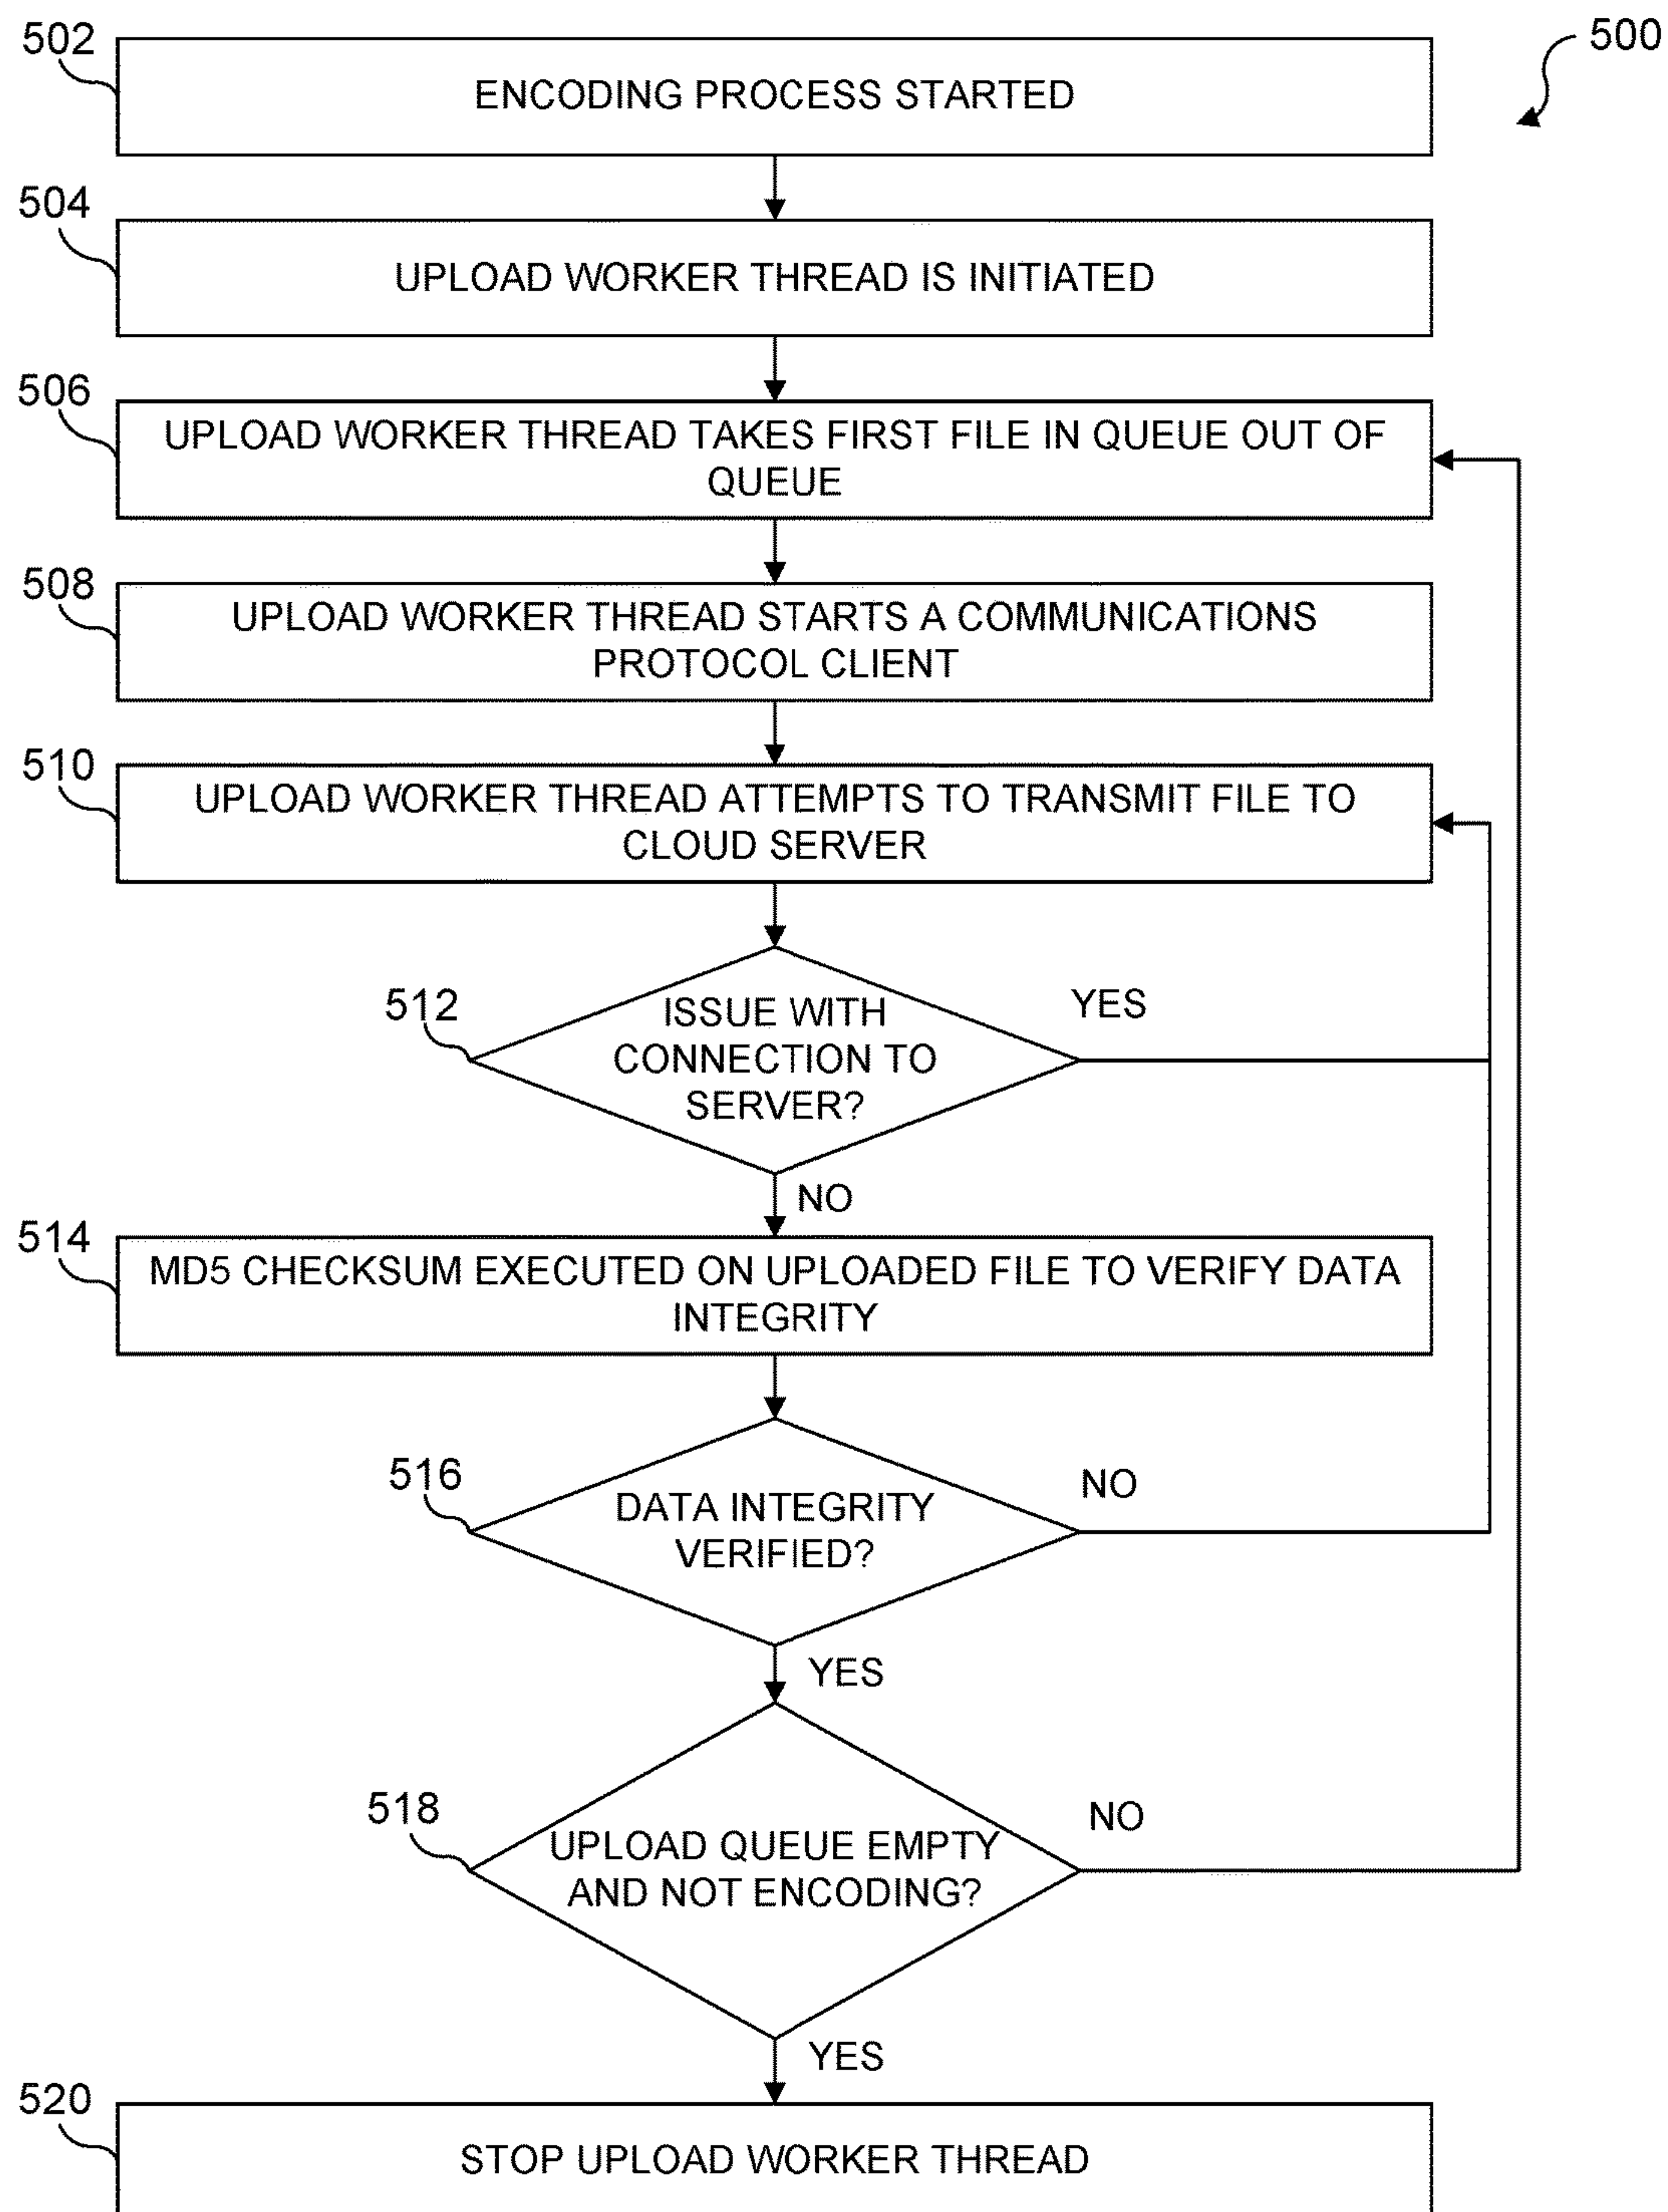 502
500
ENCODING PROCESS STARTED
504
UPLOAD WORKER THREAD IS INITIATED
506
UPLOAD WORKER THREAD TAKES FIRST FILE IN QUEUE OUT OF
QUEUE
508
UPLOAD WORKER THREAD STARTS A COMMUNICATIONS
PROTOCOL CLIENT
510
UPLOAD WORKER THREAD ATTEMPTS TO TRANSMIT FILE TO
CLOUD SERVER
512
ISSUE WITH
CONNECTION TO
SERVER?
YES
NO
514
MD5 CHECKSUM EXECUTED ON UPLOADED FILE TO VERIFY DATA
INTEGRITY
516
DATA INTEGRITY
VERIFIED?
NO
YES
518
UPLOAD QUEUE EMPTY
AND NOT ENCODING?
NO
YES
520
STOP UPLOAD WORKER THREAD